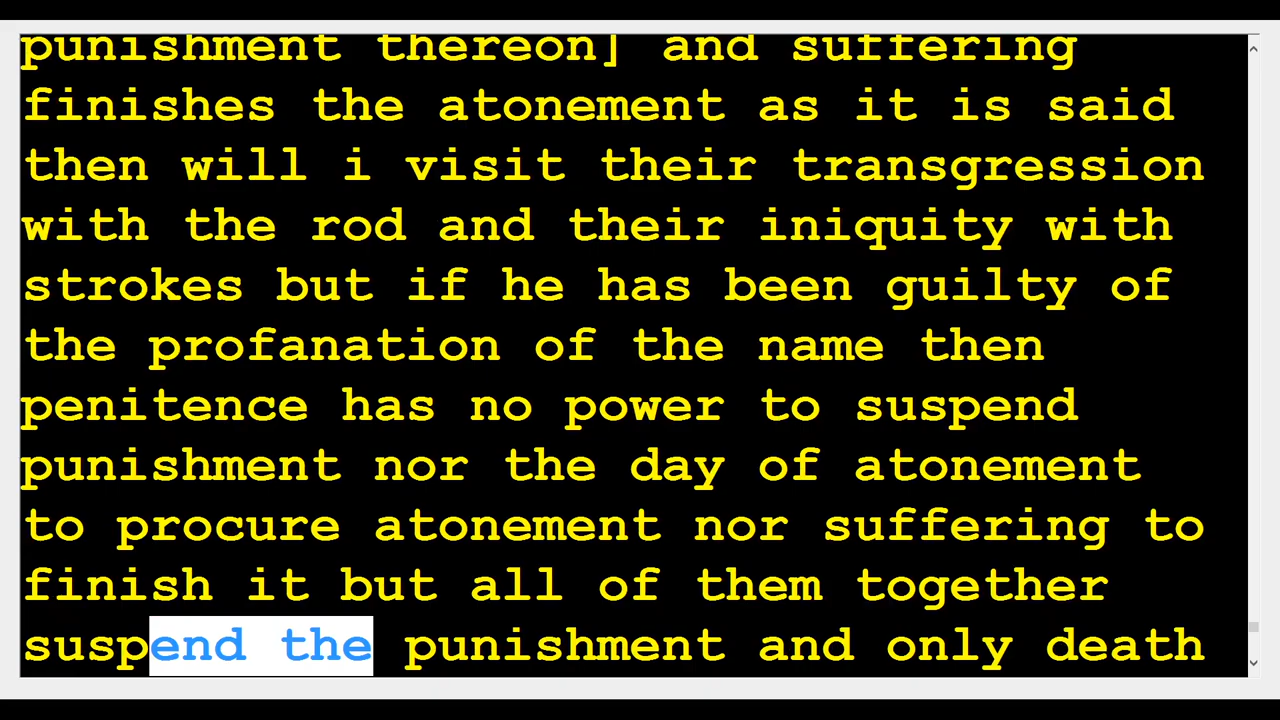 punishment thereon] and suffering
finishes the atonement as it is said
then will i visit their transgression
with the rod and their iniquity with
strokes but if he has been guilty of
the profanation of the name then
penitence has no power to suspend
punishment nor the day of atonement
to procure atonement nor suffering to
finish it but all of them together
suspend the punishment and only death